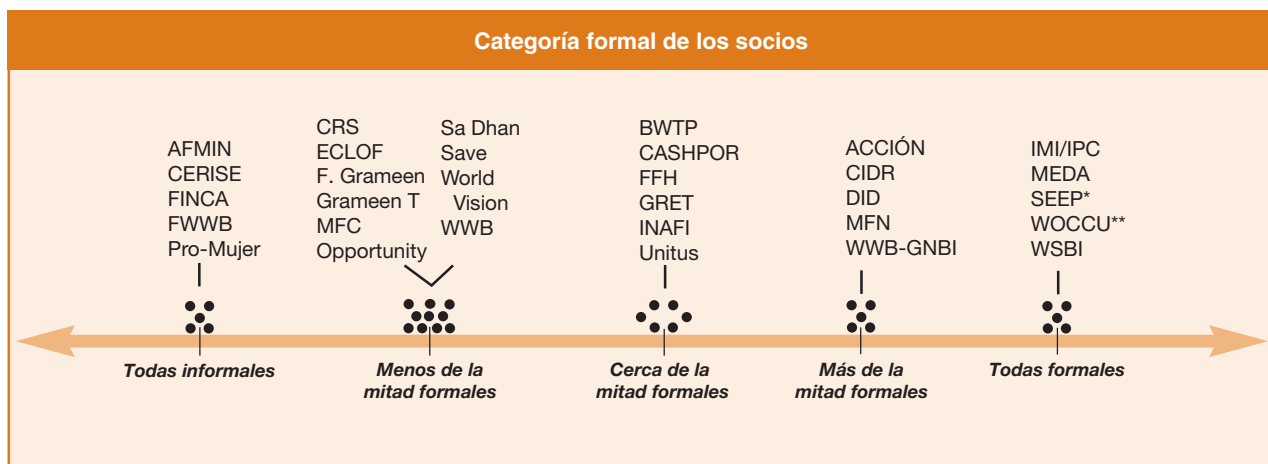 Categoría formal de los socios
AFMIN
CERISE
FINCA
FWWB
Pro-Mujer
CRS
ECLOF
F. Grameen
Grameen T
MFC
Opportunity
Sa Dhan
Save
World
Vision
WWB
BWTP
CASHPOR
FFH
GRET
INAFI
Unitus
ACCIÓN
CIDR
DID
MFN
WWB-GNBI
IMI/IPC
MEDA
SEEP*
WOCCU**
WSBI
Todas informales
Menos de la
mitad formales
Cerca de la
mitad formales
Más de la
mitad formales
Todas formales